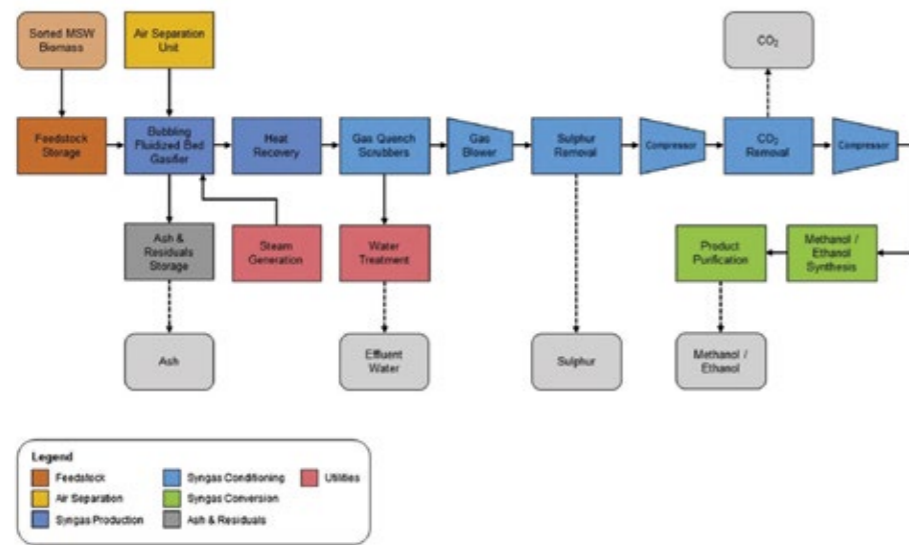 Sorted MSW
Biomass
Air Separation
Unit
CO₂
Feedstock
Storage
Bubbling
Fluidized Bed
Gasifier
Heat
Recovery
Gas Quench
Scrubbers
Gas
Blower
Sulphur
Removal
Compressor
CO₂
Removal
Compressor
Ash &
Residuals
Storage
Steam
Generation
Water
Treatment
Product
Purification
Methanol /
Ethanol
Synthesis
Ash
Effluent
Water
Sulphur
Methanol /
Ethanol
Legend
Feedstock
Syngas Conditioning
Utilities
Air Separation
Syngas Conversion
Syngas Production
Ash & Residuals